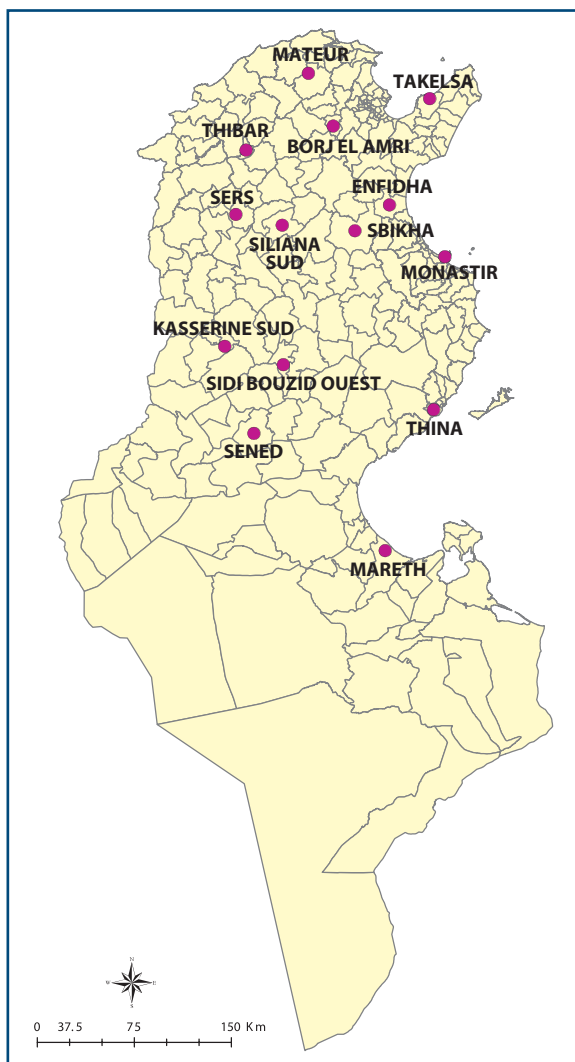 MATEUR
TAKELSA
THIBAR
BORJ EL AMRI
ENFIDHA
SERS
SBIKHA
SILIANA
SUD
MONASTIR
KASSERINE SUD
SIDI BOUZID OUEST
THINA
SENED
MARETH
N
W E
S
0 37.5 75 150 Km